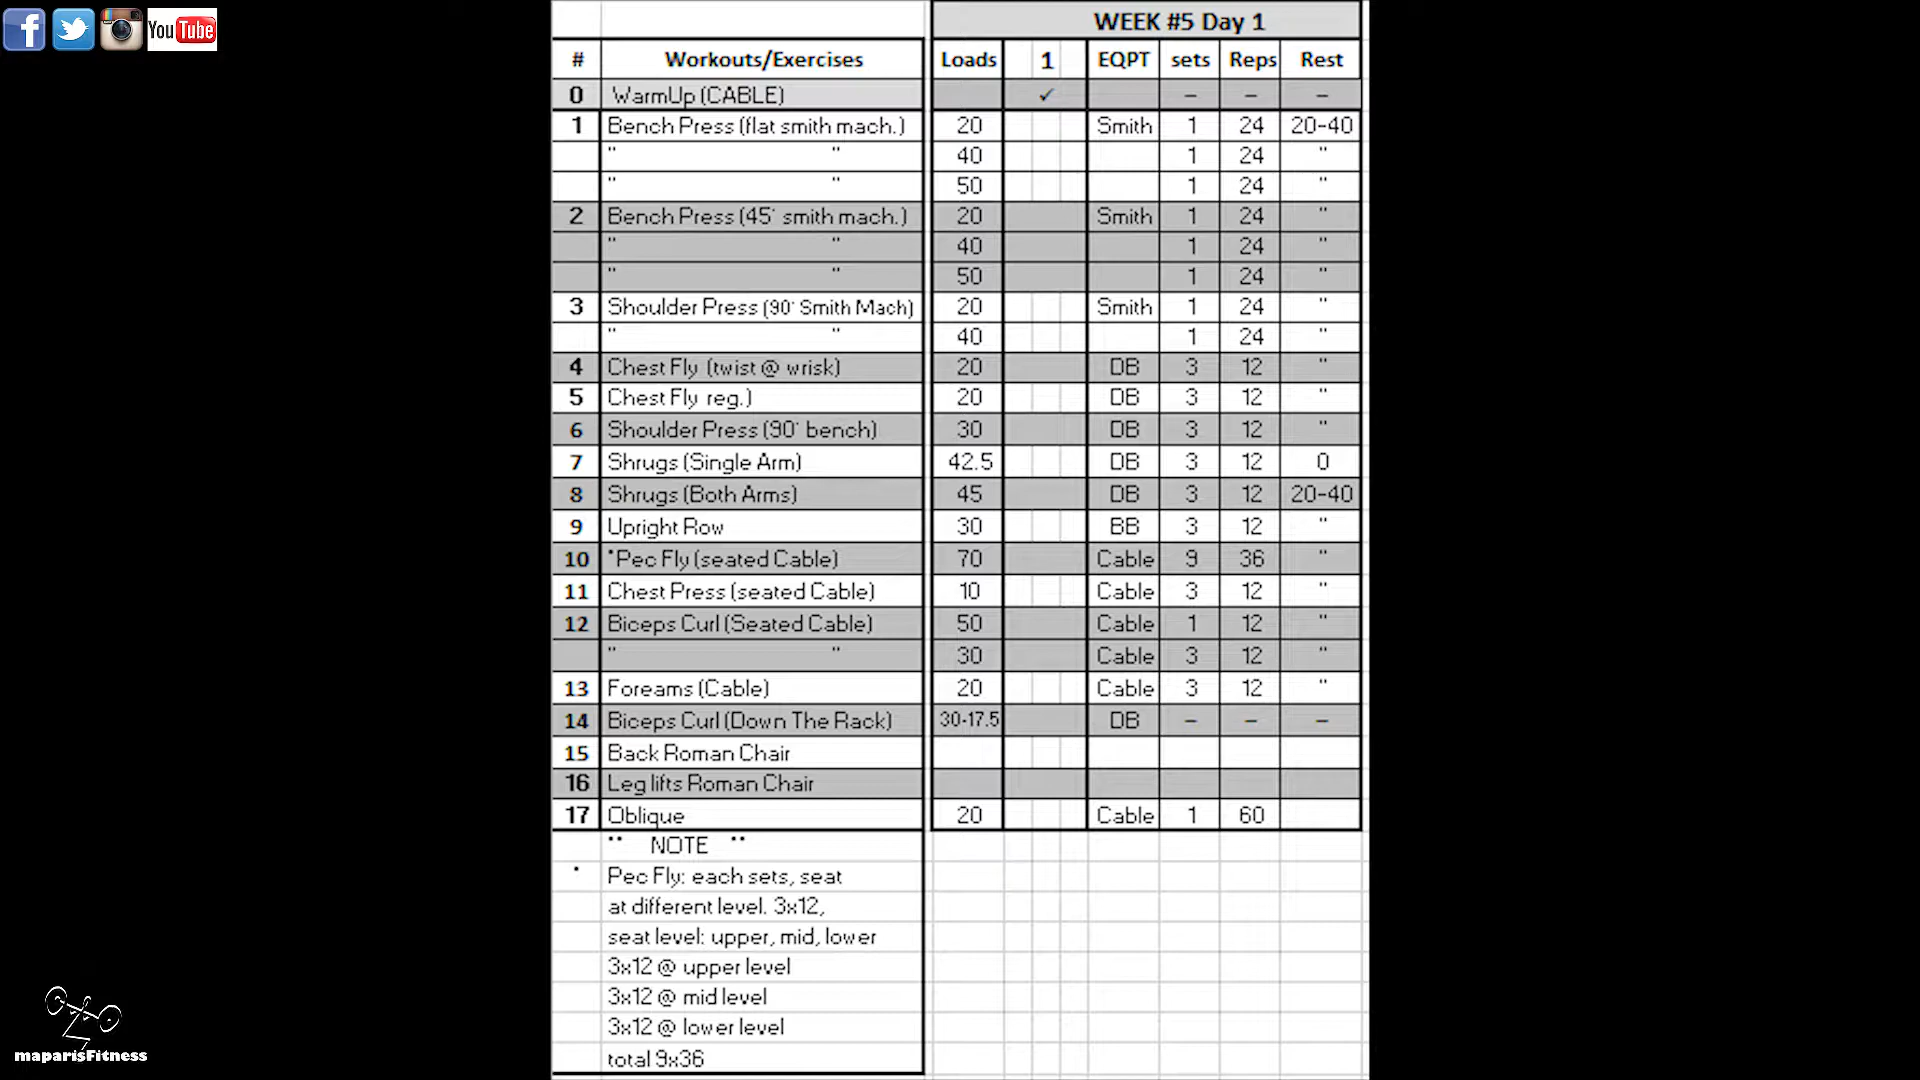 YouTube
WEEK #5 Day 1
# Workouts/Exercises Loads 1 EQPT sets Reps Rest
0 WarmUp (CABLE) ✓ – – –
1 Bench Press (flat smith mach.) 20 Smith 1 24 20-40
" " 40 1 24 "
" " 50 1 24 "
2 Bench Press (45° smith mach.) 20 Smith 1 24 "
" " 40 1 24 "
" " 50 1 24 "
3 Shoulder Press (90° Smith Mach) 20 Smith 1 24 "
" " 40 1 24 "
4 Chest Fly (twist @ wrisk) 20 DB 3 12 "
5 Chest Fly reg.) 20 DB 3 12 "
6 Shoulder Press (90° bench) 30 DB 3 12 "
7 Shrugs (Single Arm) 42.5 DB 3 12 0
8 Shrugs (Both Arms) 45 DB 3 12 20-40
9 Upright Row 30 BB 3 12 "
10 *Pec Fly (seated Cable) 70 Cable 9 36 "
11 Chest Press (seated Cable) 10 Cable 3 12 "
12 Biceps Curl (Seated Cable) 50 Cable 1 12 "
" " 30 Cable 3 12 "
13 Foreams (Cable) 20 Cable 3 12 "
14 Biceps Curl (Down The Rack) 30-17.5 DB – – –
15 Back Roman Chair
16 Leg lifts Roman Chair
17 Oblique 20 Cable 1 60
** NOTE **
* Pec Fly: each sets, seat
at different level. 3x12,
seat level: upper, mid, lower
3x12 @ upper level
3x12 @ mid level
3x12 @ lower level
total 9x36
maparisFitness